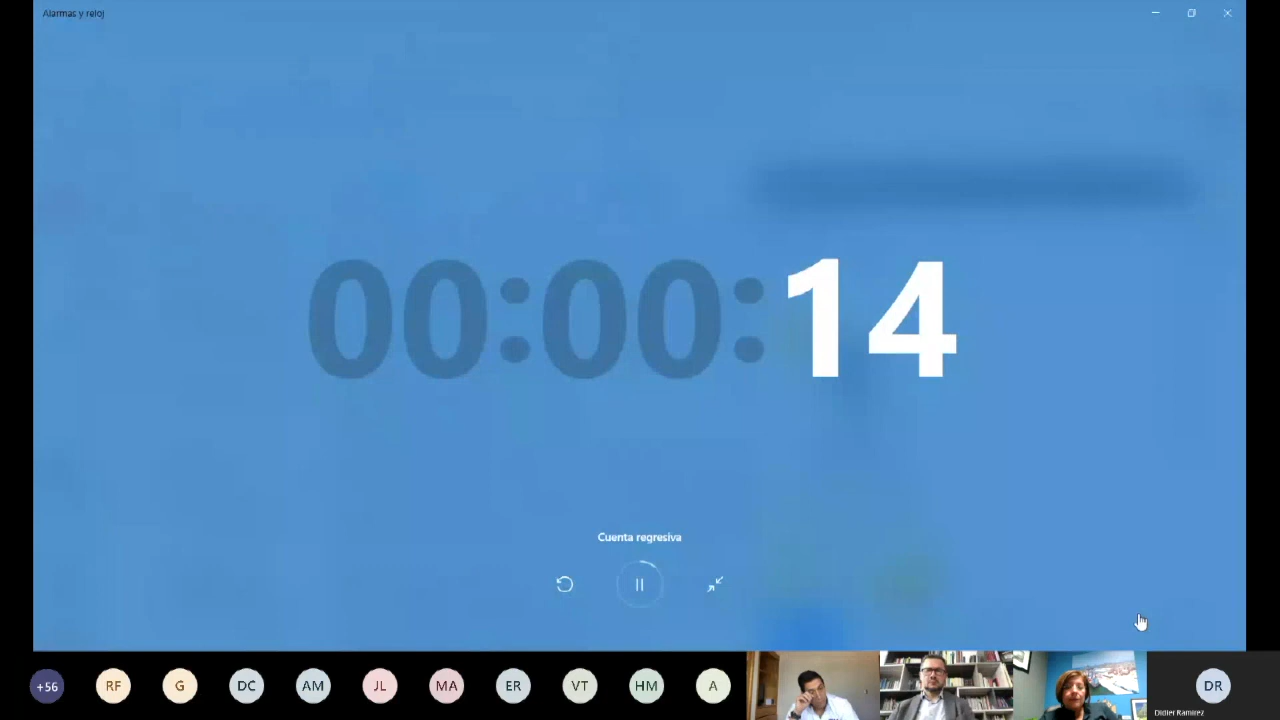 Alarmas y reloj
00:00:14
Cuenta regresiva
+56
RF
G
DC
AM
JL
MA
ER
VT
HM
A
DR
Didier Ramirez